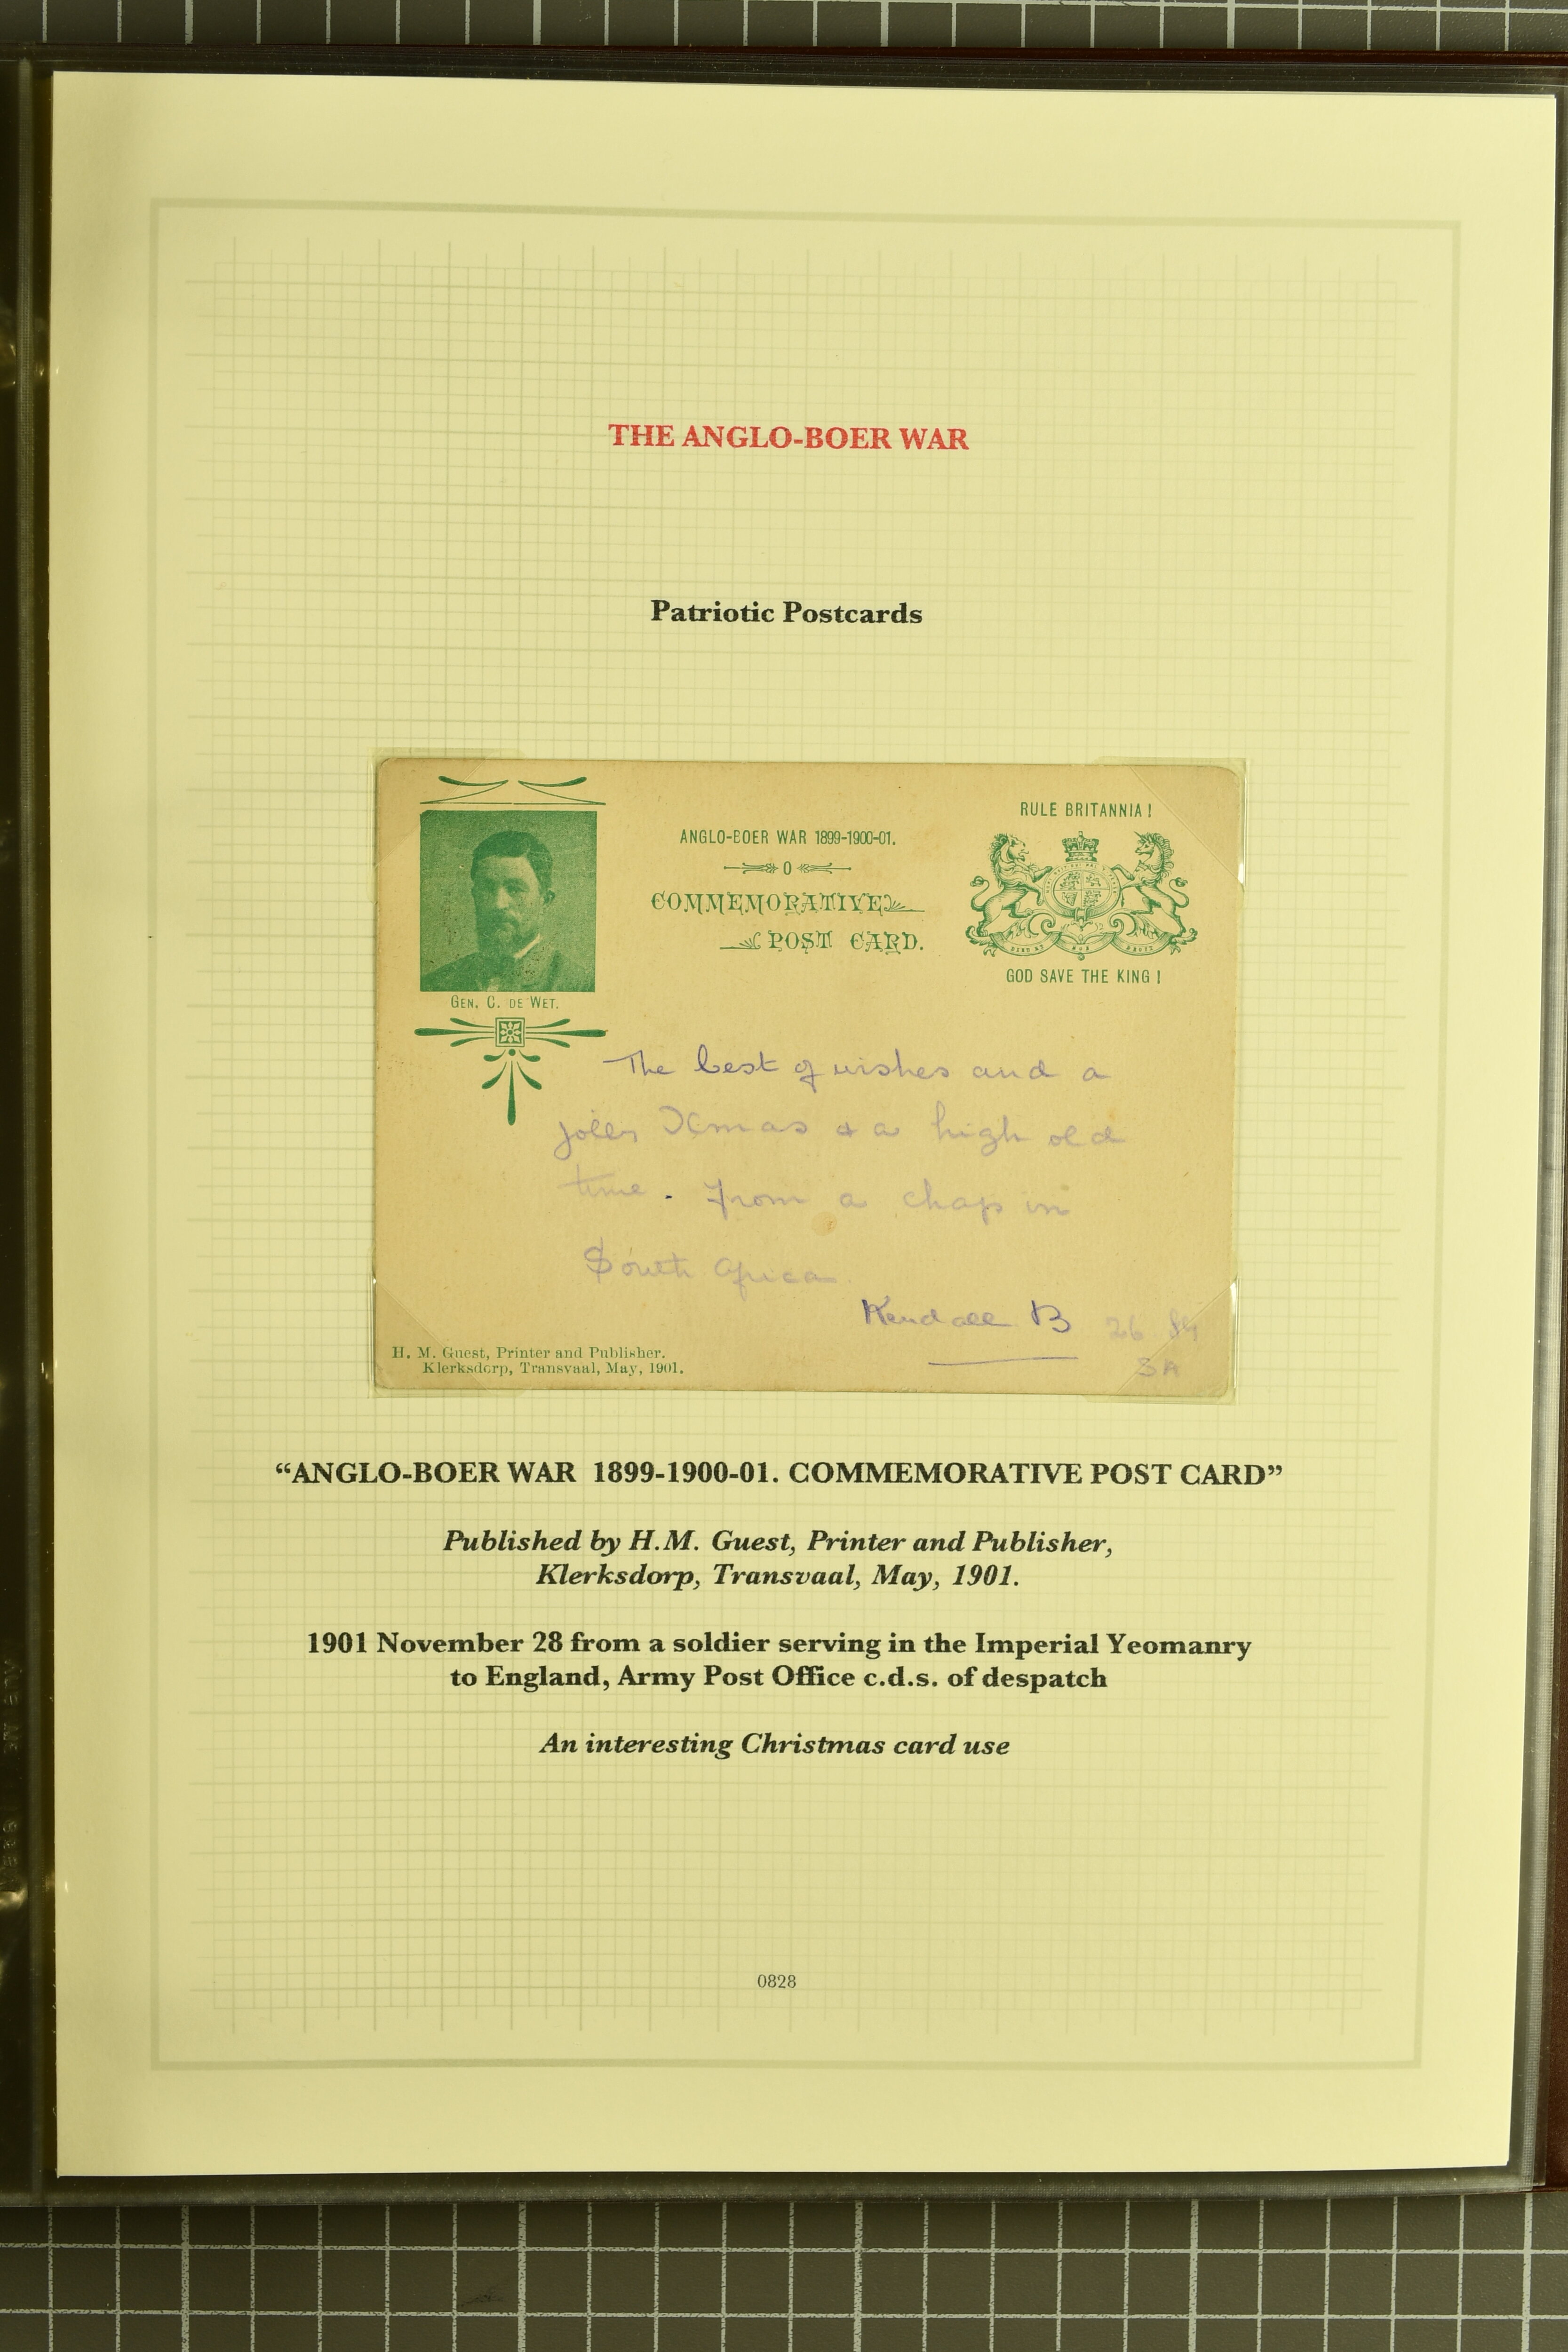 THE ANGLO-BOER WAR
Patriotic Postcards
RULE BRITANNIA!
ANGLO-BOER WAR 1899-1900-01.
COMMEMORATIVE
POST CARD.
GOD SAVE THE KING!
GEN. C. DE WET.
The best of wishes and a
jolly Xmas & a high old
time. From a chap in
South Africa
Kendall B 26
SA
H. M. Guest, Printer and Publisher.
Klerksdorp, Transvaal, May, 1901.
“ANGLO-BOER WAR 1899-1900-01. COMMEMORATIVE POST CARD”
Published by H.M. Guest, Printer and Publisher,
Klerksdorp, Transvaal, May, 1901.
1901 November 28 from a soldier serving in the Imperial Yeomanry
to England, Army Post Office c.d.s. of despatch
An interesting Christmas card use
0828